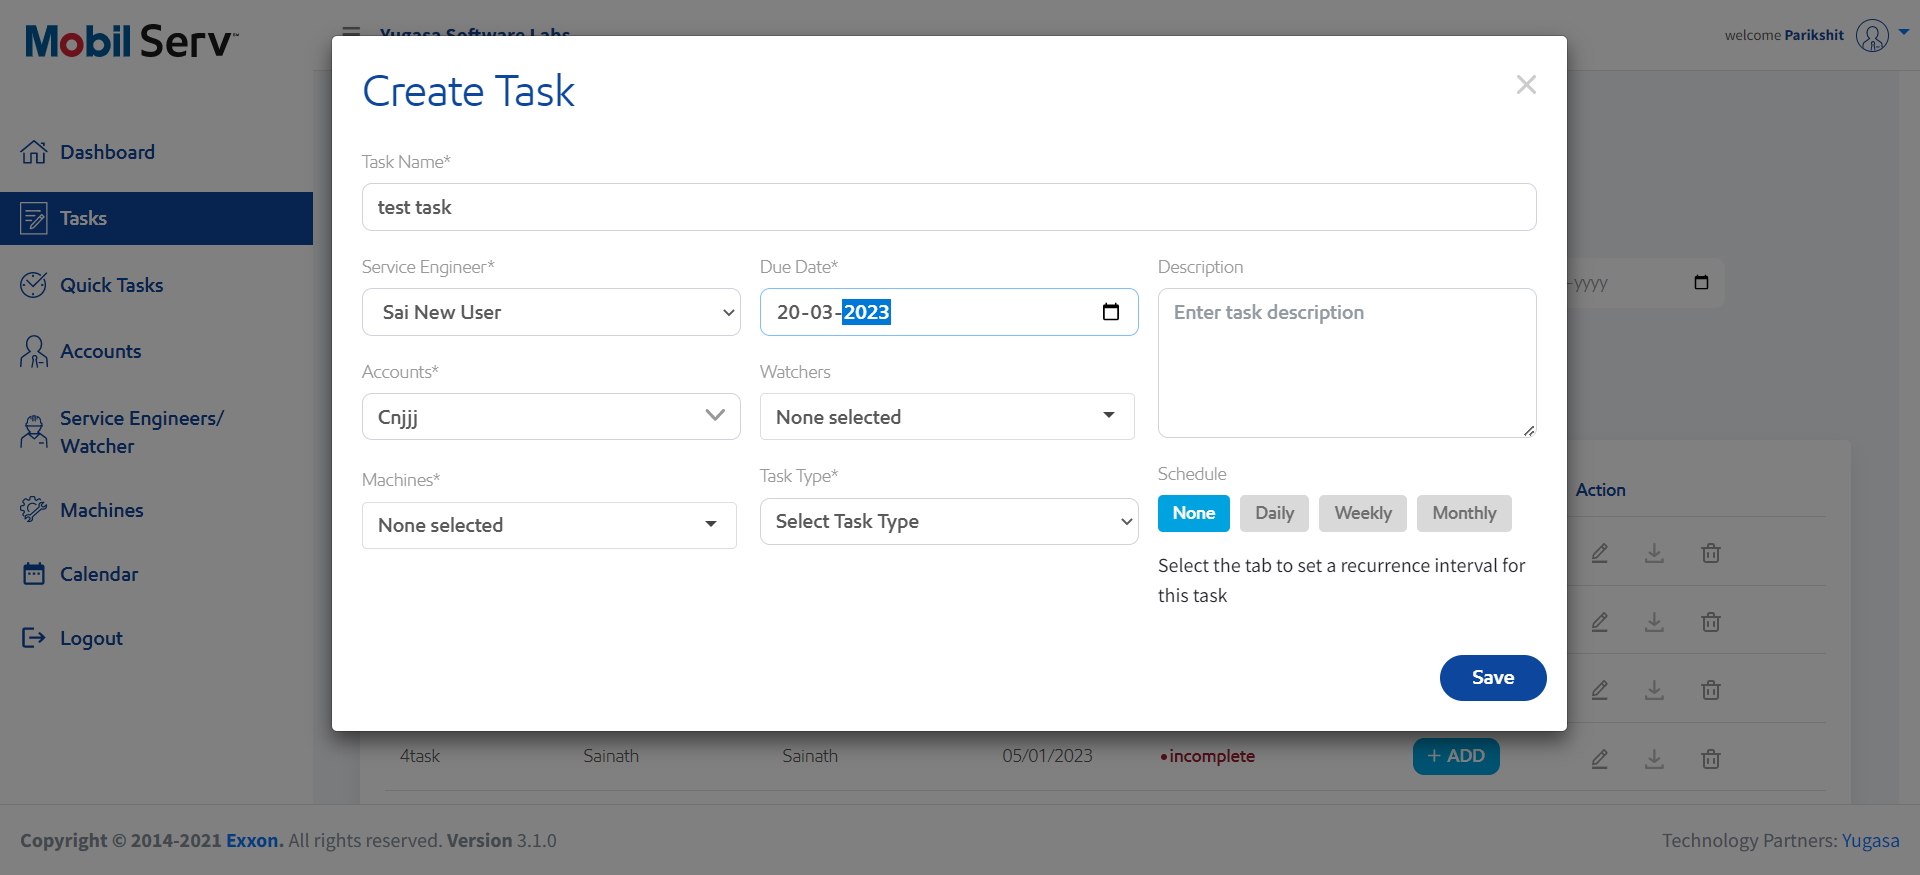 Mobil Serv™
Yugasa Software Labs
welcome Parikshit
Dashboard
Tasks
Quick Tasks
Accounts
Service Engineers/
Watcher
Machines
Calendar
Logout
Create Task
Task Name*
test task
Service Engineer*
Sai New User
Due Date*
20-03-2023
Description
Enter task description
Accounts*
Cnjjj
Watchers
None selected
Machines*
None selected
Task Type*
Select Task Type
Schedule
None Daily Weekly Monthly
Select the tab to set a recurrence interval for
this task
Save
-yyyy
Action
4task Sainath Sainath 05/01/2023 •incomplete + ADD
Copyright © 2014-2021 Exxon. All rights reserved. Version 3.1.0
Technology Partners: Yugasa